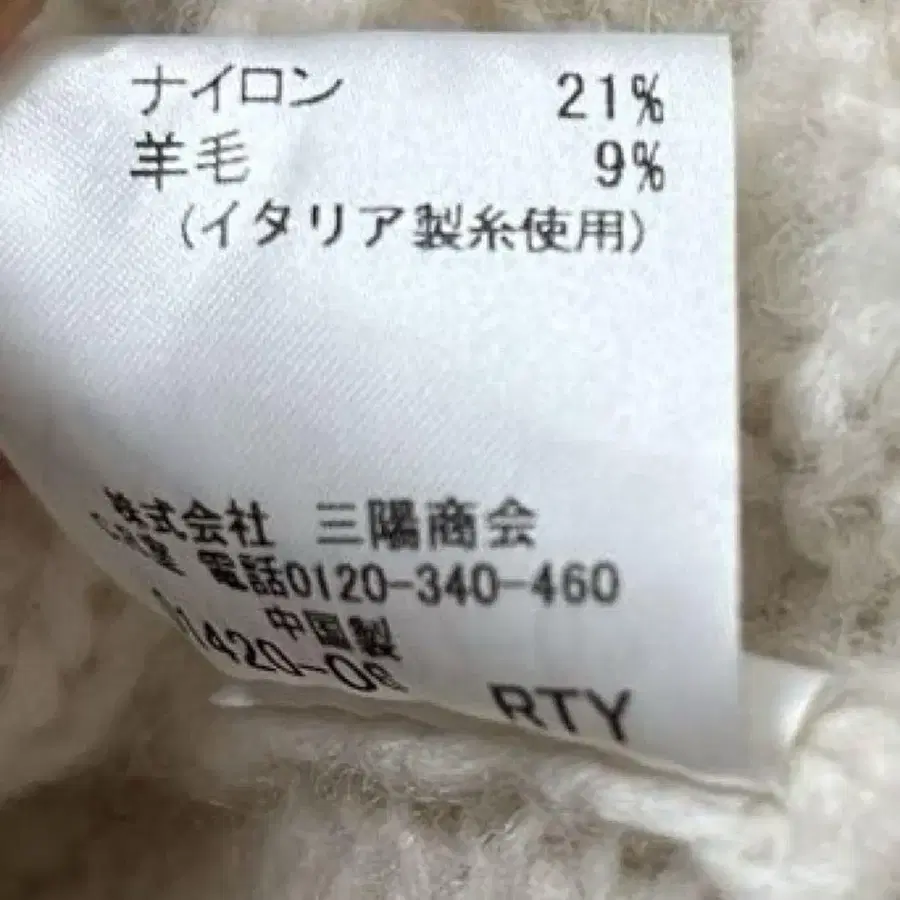 ナイロン 21%
羊毛 9%
(イタリア製糸使用)
株式会社 三陽商会
電話0120-340-460
中国製
RTY